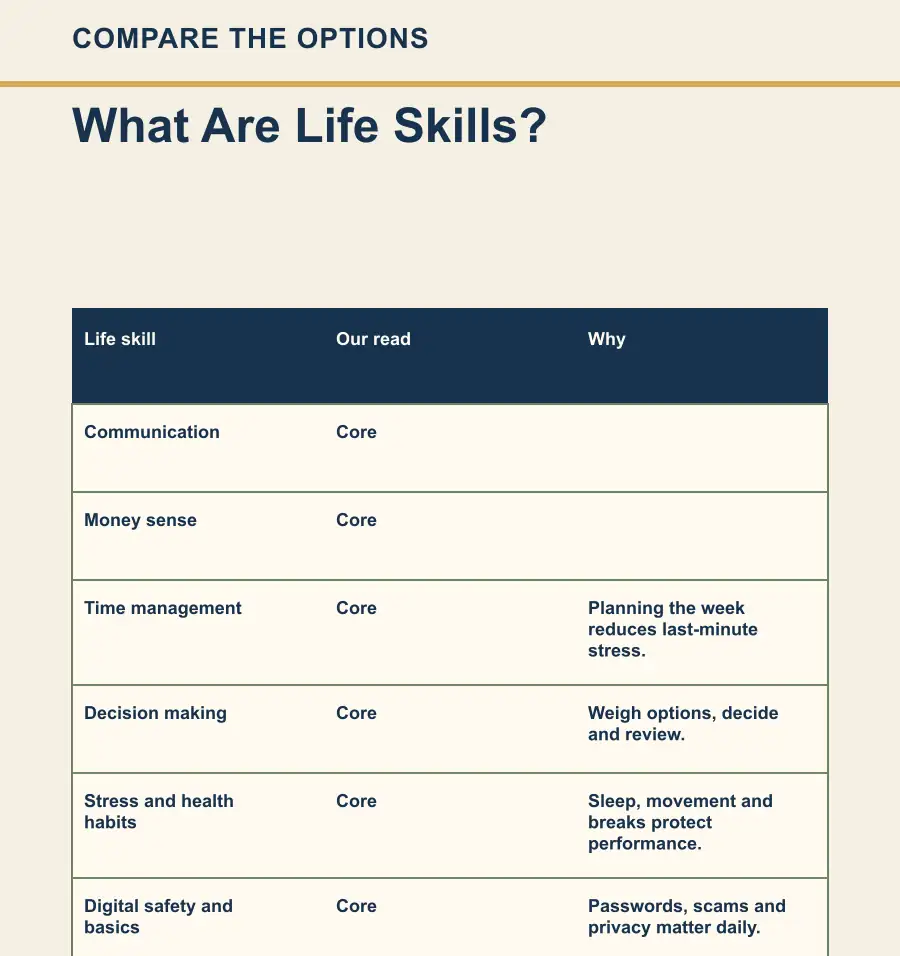 COMPARE THE OPTIONS
What Are Life Skills?
Life skill Our read Why
Communication Core
Money sense Core
Time management Core Planning the week
reduces last-minute
stress.
Decision making Core Weigh options, decide
and review.
Stress and health Core Sleep, movement and
habits breaks protect
performance.
Digital safety and Core Passwords, scams and
basics privacy matter daily.